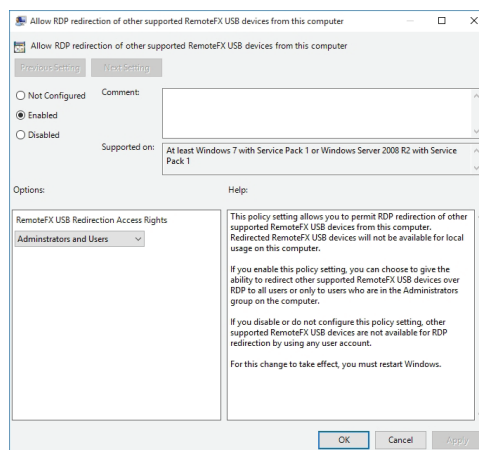 Allow RDP redirection of other supported RemoteFX USB devices from this computer
Allow RDP redirection of other supported RemoteFX USB devices from this computer
Previous Setting Next Setting
Not Configured Comment:
Enabled
Disabled
Supported on: At least Windows 7 with Service Pack 1 or Windows Server 2008 R2 with Service
Pack 1
Options: Help:
RemoteFX USB Redirection Access Rights
Adminstrators and Users
This policy setting allows you to permit RDP redirection of other
supported RemoteFX USB devices from this computer.
Redirected RemoteFX USB devices will not be available for local
usage on this computer.
If you enable this policy setting, you can choose to give the
ability to redirect other supported RemoteFX USB devices over
RDP to all users or only to users who are in the Administrators
group on the computer.
If you disable or do not configure this policy setting, other
supported RemoteFX USB devices are not available for RDP
redirection by using any user account.
For this change to take effect, you must restart Windows.
OK Cancel Apply